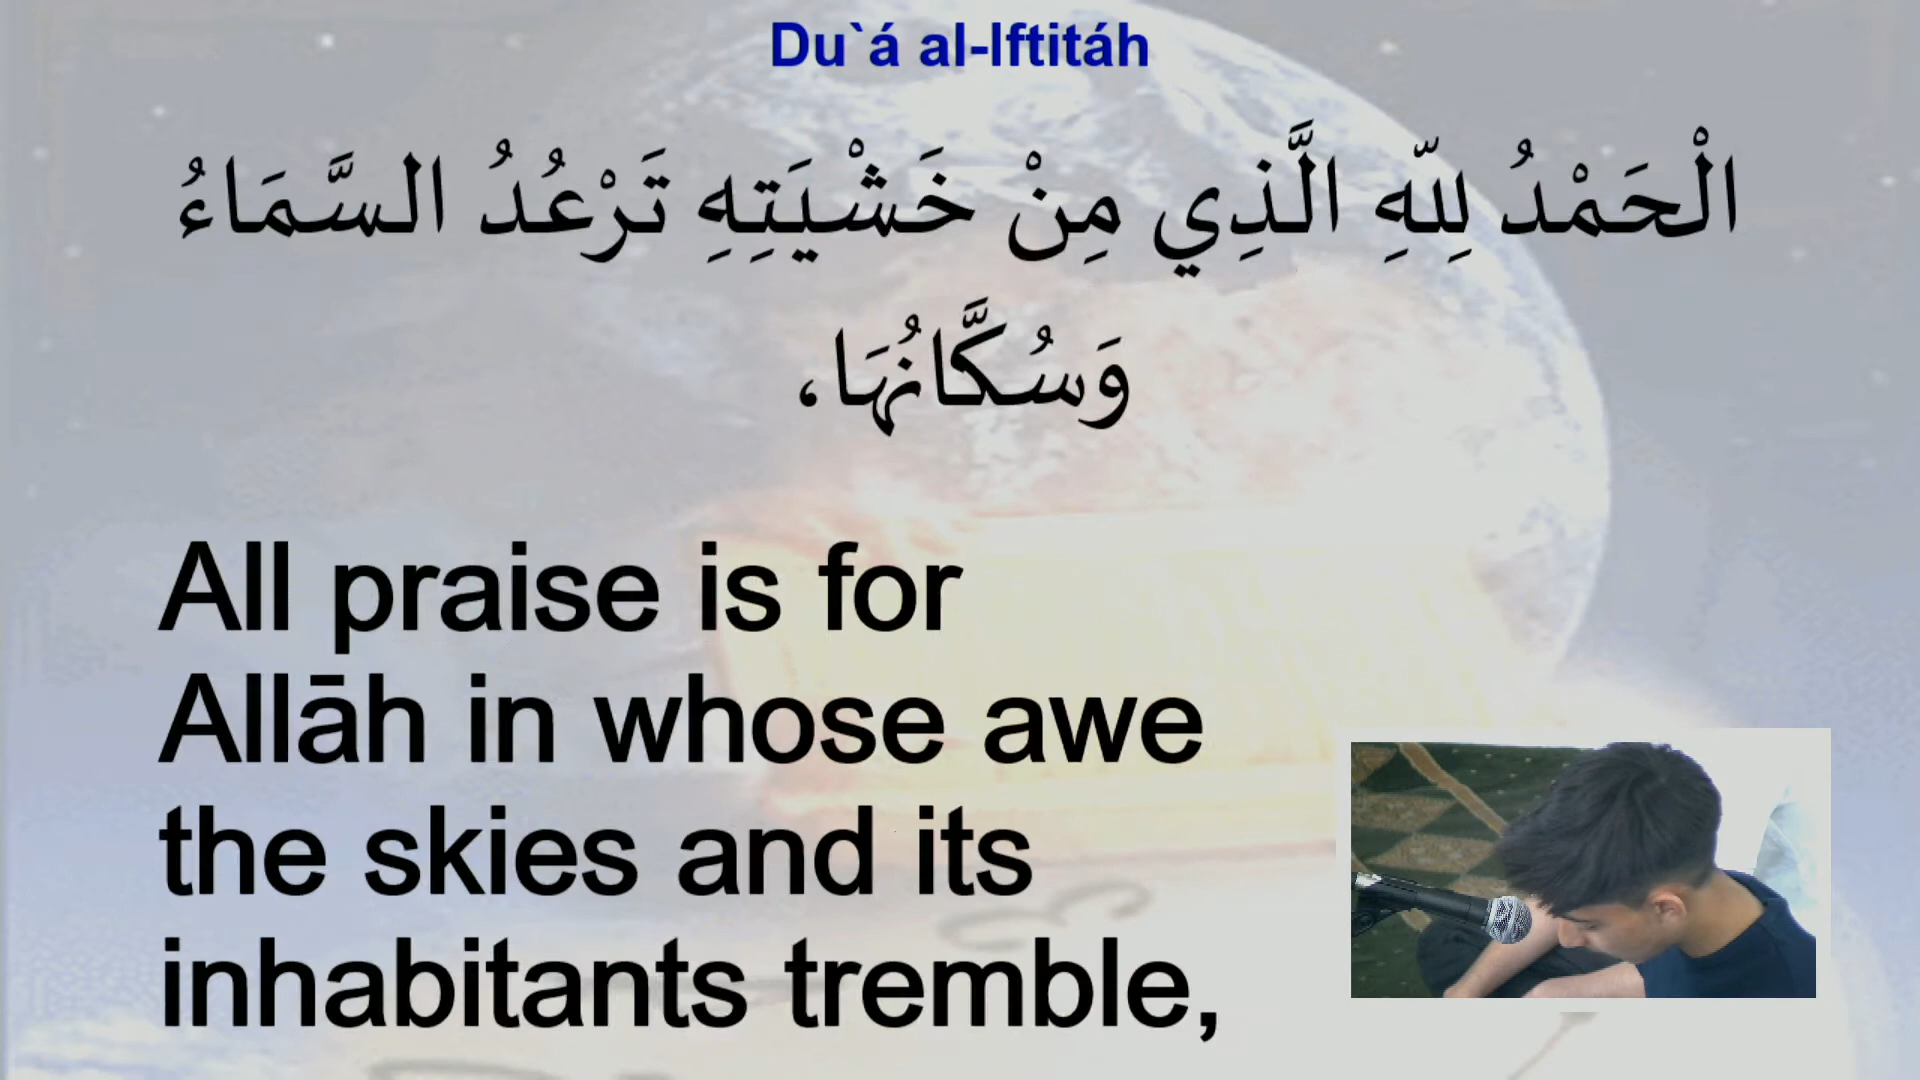 Du`á al-Iftitáh
الْحَمْدُ لِلّهِ الَّذِي مِنْ خَشْيَتِهِ تَرْعُدُ السَّمَاءُ
وَسُكَّانُهَا،
All praise is for
Allāh in whose awe
the skies and its
inhabitants tremble,